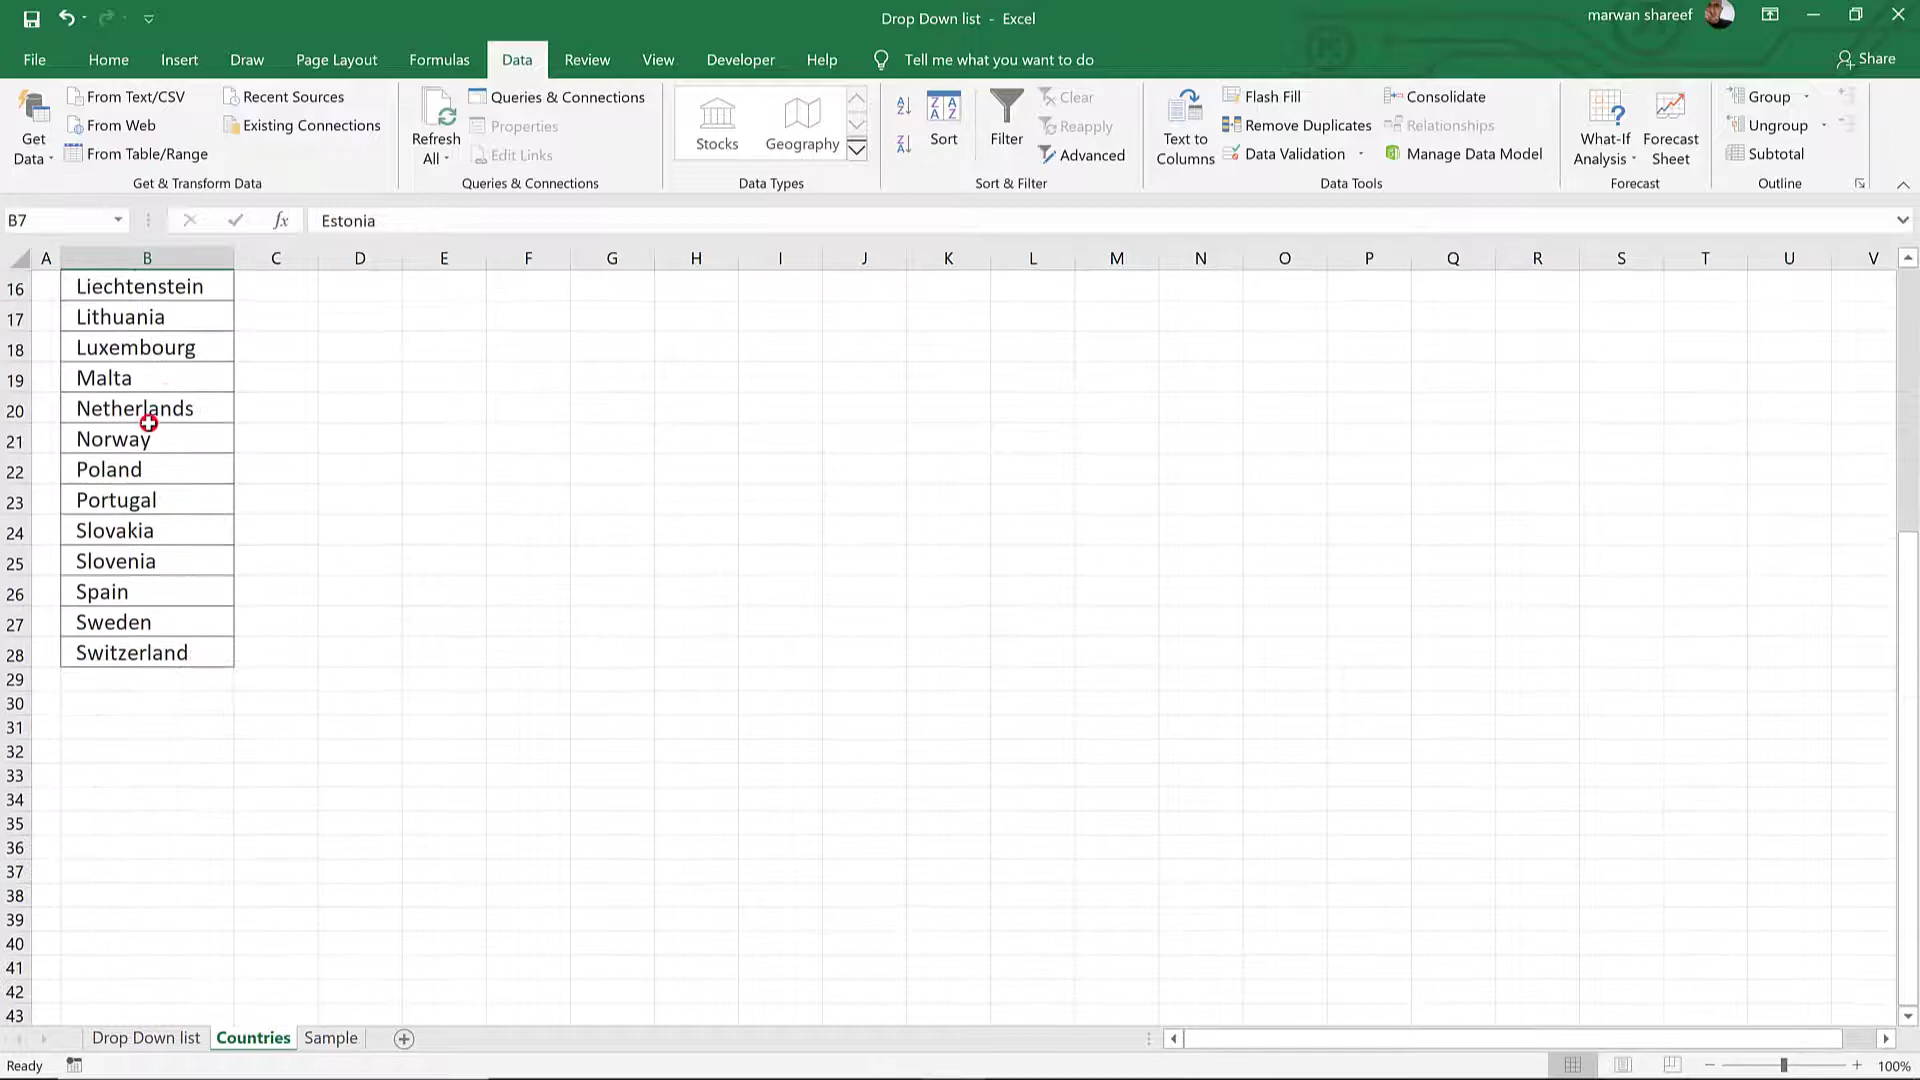 Drop Down list - Excel
marwan shareef
File Home Insert Draw Page Layout Formulas Data Review View Developer Help Tell me what you want to do Share
Get Data
From Text/CSV
From Web
From Table/Range
Recent Sources
Existing Connections
Get & Transform Data
Refresh All
Queries & Connections
Properties
Edit Links
Queries & Connections
Stocks
Geography
Data Types
Sort
Filter
Clear
Reapply
Advanced
Sort & Filter
Text to Columns
Flash Fill
Remove Duplicates
Data Validation
Consolidate
Relationships
Manage Data Model
Data Tools
What-If Analysis
Forecast Sheet
Forecast
Group
Ungroup
Subtotal
Outline
B7 fx Estonia
A B C D E F G H I J K L M N O P Q R S T U V
16 Liechtenstein
17 Lithuania
18 Luxembourg
19 Malta
20 Netherlands
21 Norway
22 Poland
23 Portugal
24 Slovakia
25 Slovenia
26 Spain
27 Sweden
28 Switzerland
29
30
31
32
33
34
35
36
37
38
39
40
41
42
43
Drop Down list Countries Sample
Ready 100%